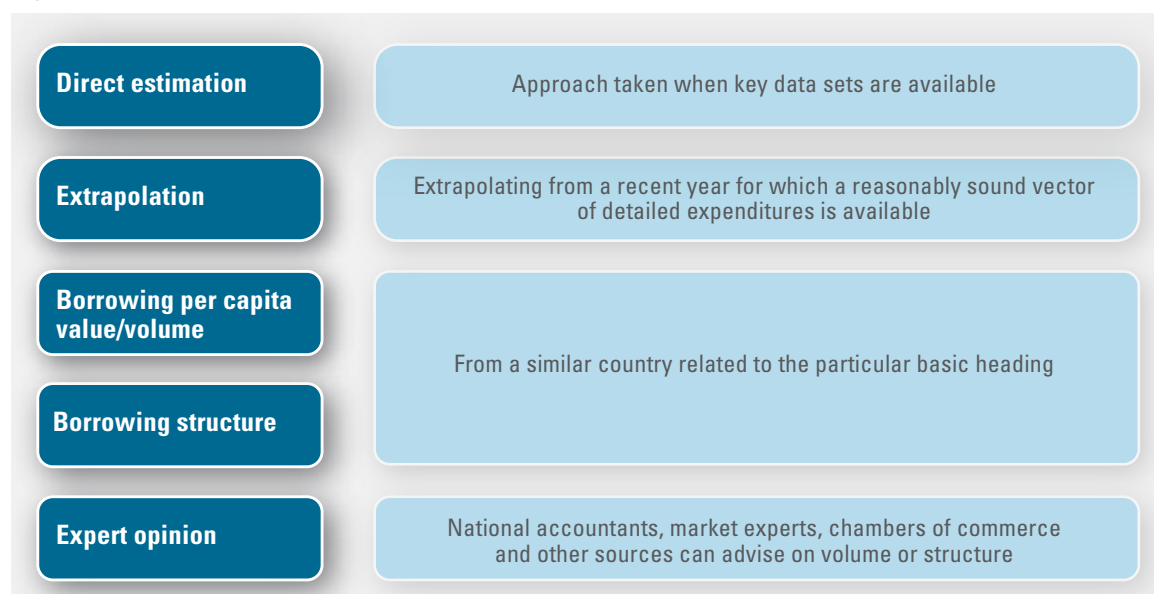 Direct estimation
Approach taken when key data sets are available
Extrapolation
Extrapolating from a recent year for which a reasonably sound vector
of detailed expenditures is available
Borrowing per capita
value/volume
Borrowing structure
From a similar country related to the particular basic heading
Expert opinion
National accountants, market experts, chambers of commerce
and other sources can advise on volume or structure